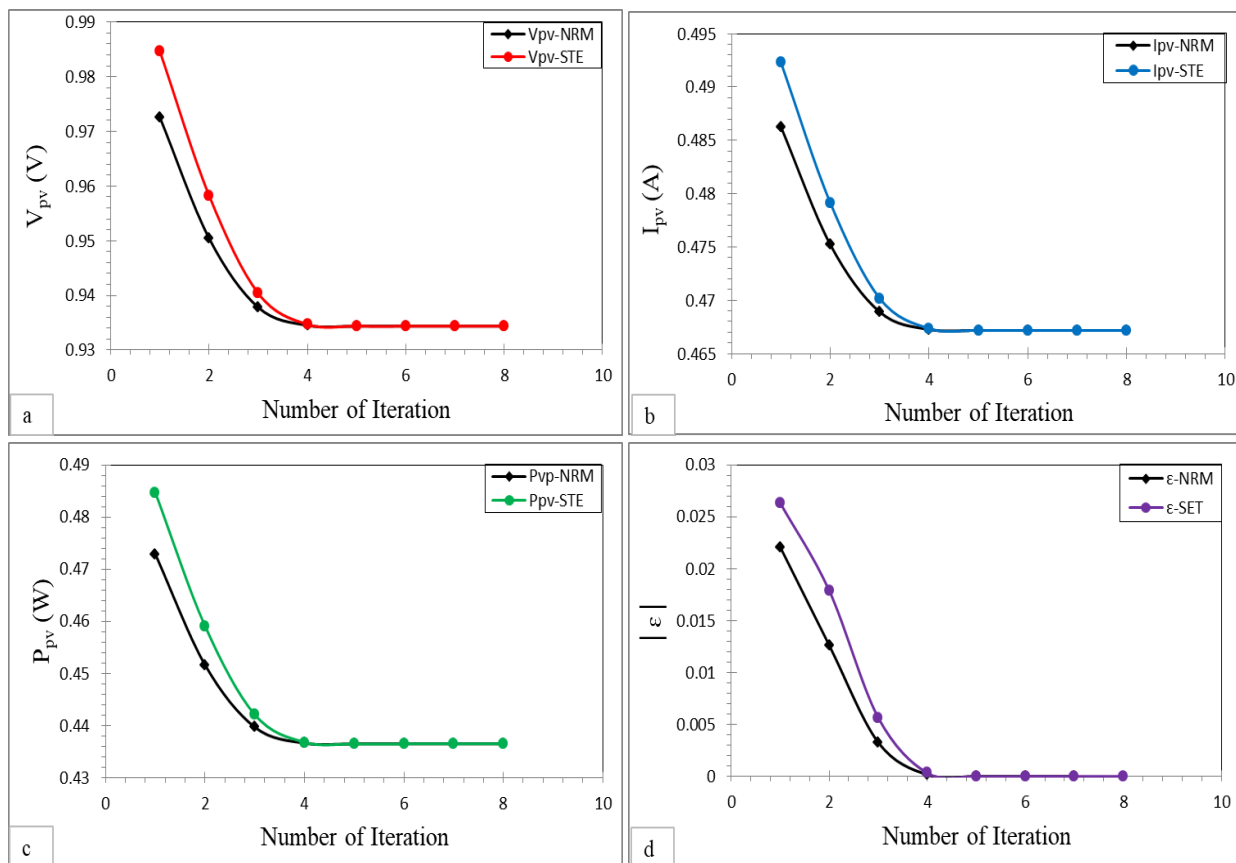 0.99
0.98
0.97
0.96
0.95
0.94
0.93
0 2 4 6 8 10
V_pv (V)
Number of Iteration
Vpv-NRM
Vpv-STE
a
0.495
0.49
0.485
0.48
0.475
0.47
0.465
0 2 4 6 8 10
I_pv (A)
Number of Iteration
Ipv-NRM
Ipv-STE
b
0.49
0.48
0.47
0.46
0.45
0.44
0.43
0 2 4 6 8 10
P_pv (W)
Number of Iteration
Pvp-NRM
Ppv-STE
c
0.03
0.025
0.02
0.015
0.01
0.005
0
0 2 4 6 8 10
| ε |
Number of Iteration
ε-NRM
ε-SET
d